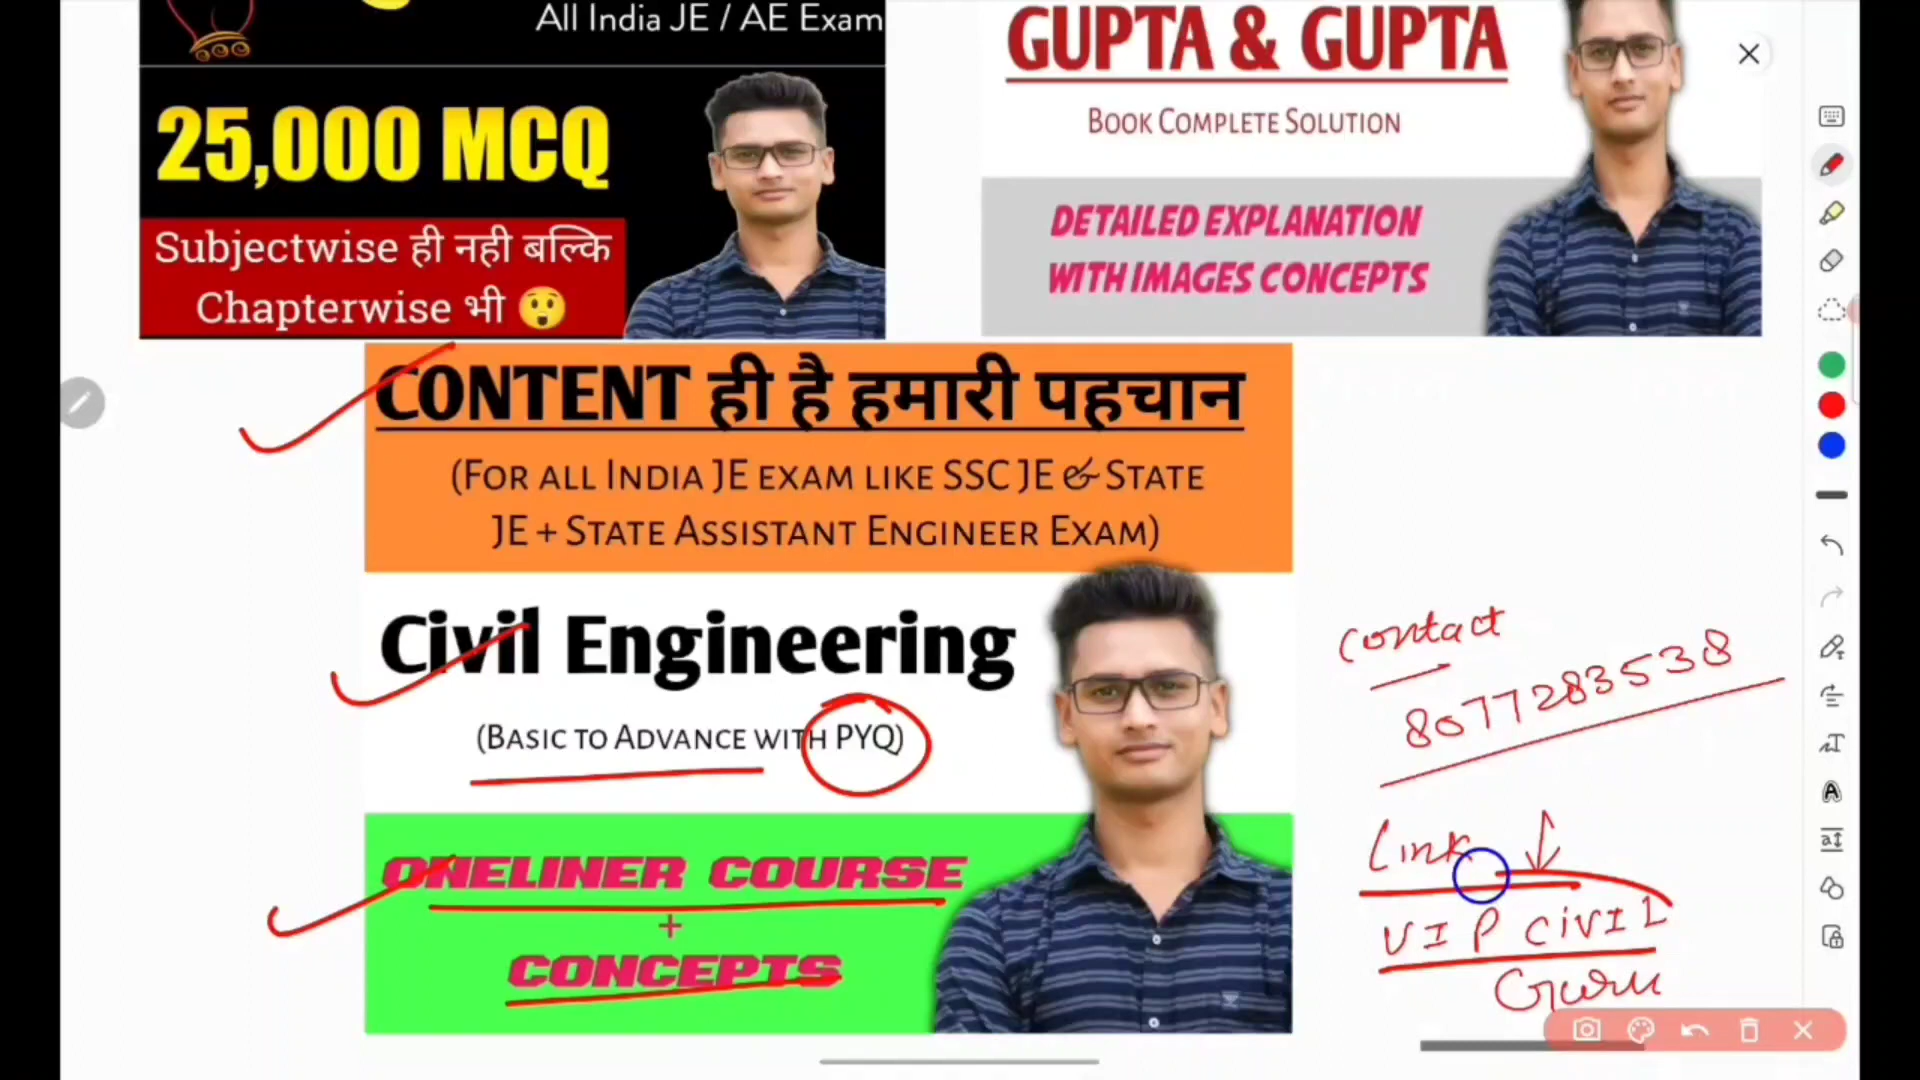 All India JE / AE Exam
25,000 MCQ
Subjectwise ही नही बल्कि
Chapterwise भी
GUPTA & GUPTA
Book Complete Solution
DETAILED EXPLANATION
WITH IMAGES CONCEPTS
CONTENT ही है हमारी पहचान
(For all India JE exam like SSC JE & State
JE + State Assistant Engineer Exam)
Civil Engineering
(Basic to Advance with PYQ)
ONELINER COURSE
+
CONCEPTS
contact
8077283538
Link
VIP CIVIL
Guru